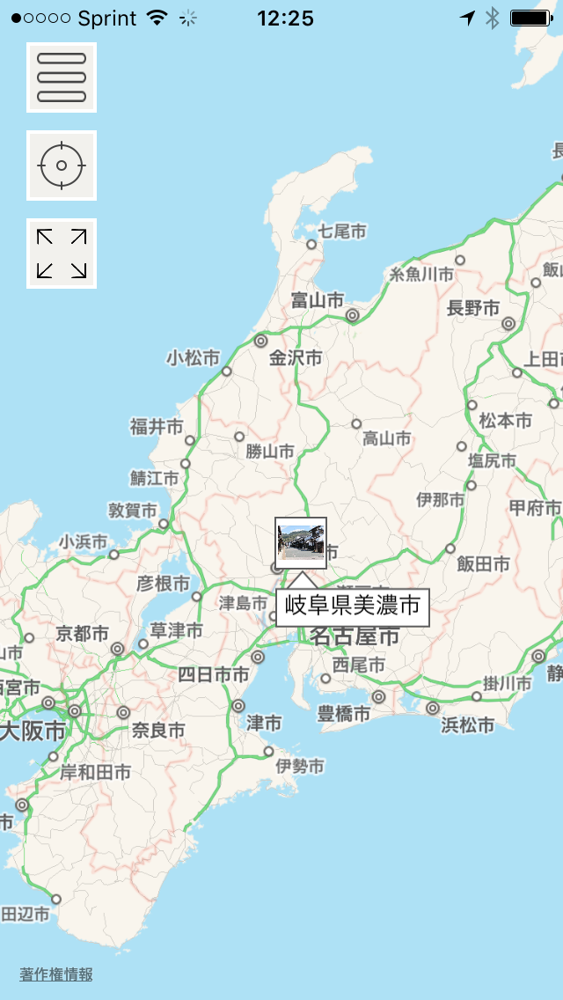 Sprint 12:25
七尾市
糸魚川市
飯山
富山市
長野市
小松市
金沢市
上田市
福井市
勝山市
高山市
松本市
塩尻市
鯖江市
敦賀市
伊那市
甲府市
小浜市
飯田市
彦根市
津島市
岐阜県美濃市
京都市
草津市
名古屋市
四日市市
西尾市
掛川市
静
大阪市
奈良市
津市
豊橋市
浜松市
岸和田市
伊勢市
市
田辺市
著作権情報